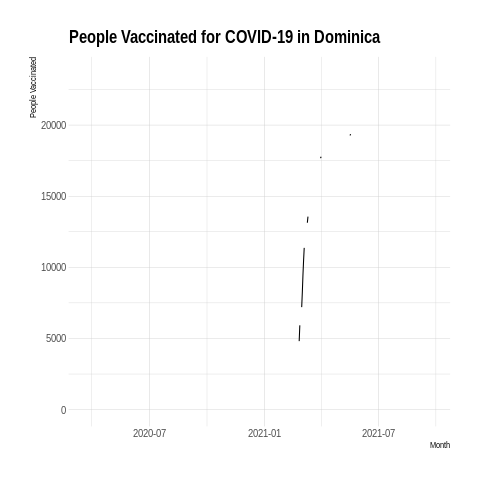 People Vaccinated for COVID-19 in Dominica
People Vaccinated
20000
15000
10000
5000
0
2020-07
2021-01
2021-07
Month